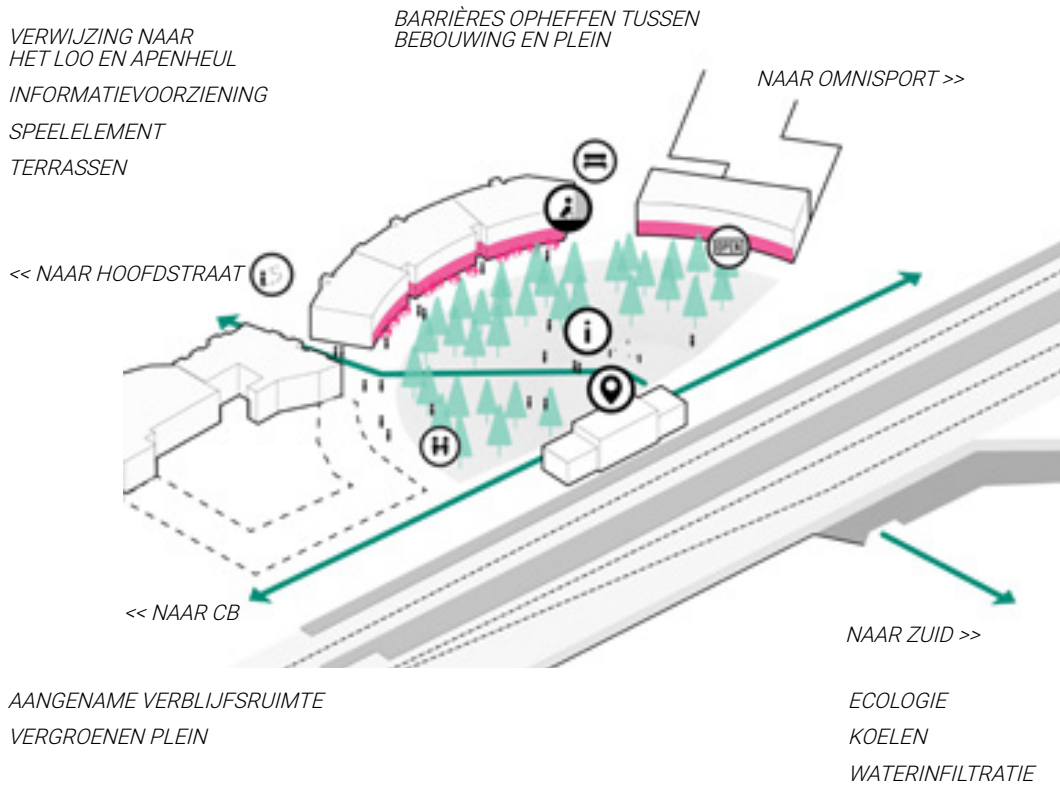 VERWIJZING NAAR
HET LOO EN APENHEUL
INFORMATIEVOORZIENING
SPEELELEMENT
TERRASSEN
BARRIÈRES OPHEFFEN TUSSEN
BEBOUWING EN PLEIN
NAAR OMNISPORT >>
OPEN
<< NAAR HOOFDSTRAAT
i
H
<< NAAR CB
NAAR ZUID >>
AANGENAME VERBLIJFSRUIMTE
VERGROENEN PLEIN
ECOLOGIE
KOELEN
WATERINFILTRATIE